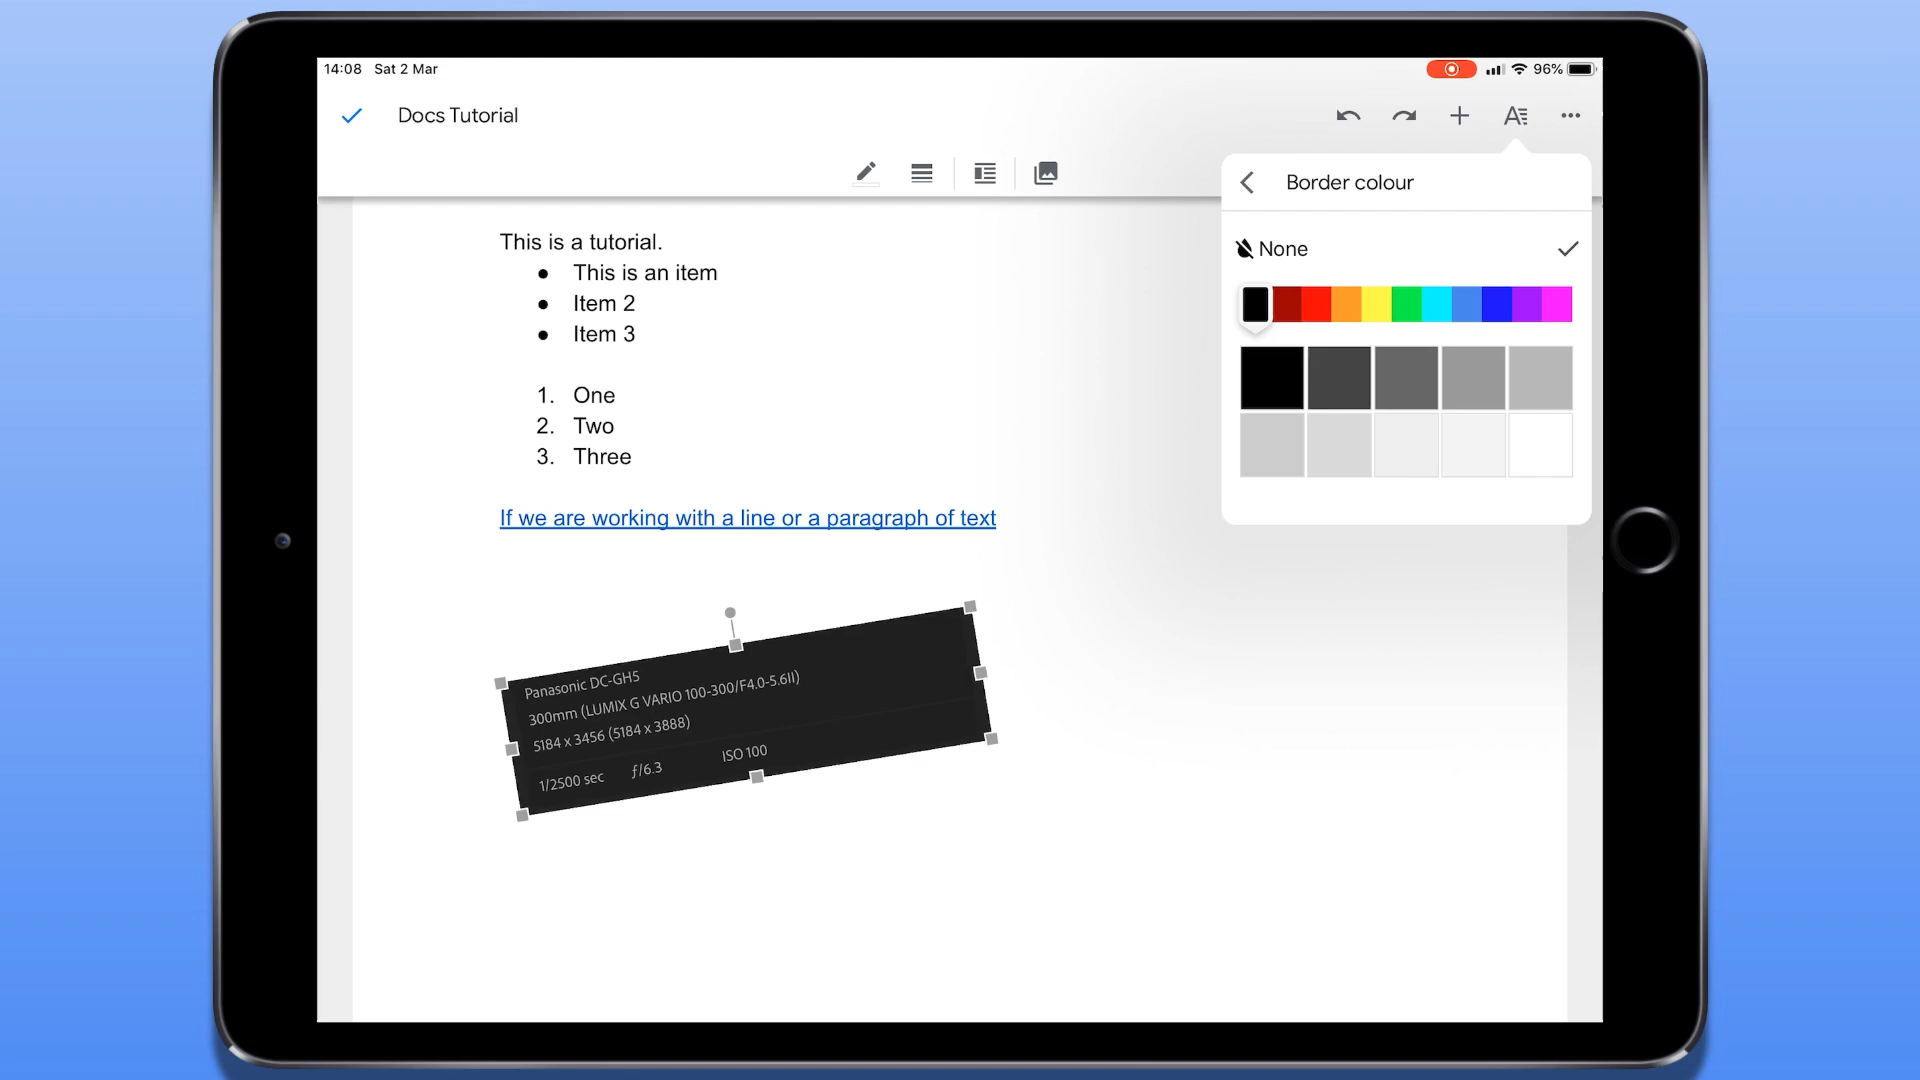 14:08 Sat 2 Mar
96%
Docs Tutorial
Border colour
None
This is a tutorial.
● This is an item
● Item 2
● Item 3
1. One
2. Two
3. Three
If we are working with a line or a paragraph of text
Panasonic DC-GH5
300mm (LUMIX G VARIO 100-300/F4.0-5.6II)
5184 x 3456 (5184 x 3888)
1/2500 sec ƒ/6.3 ISO 100